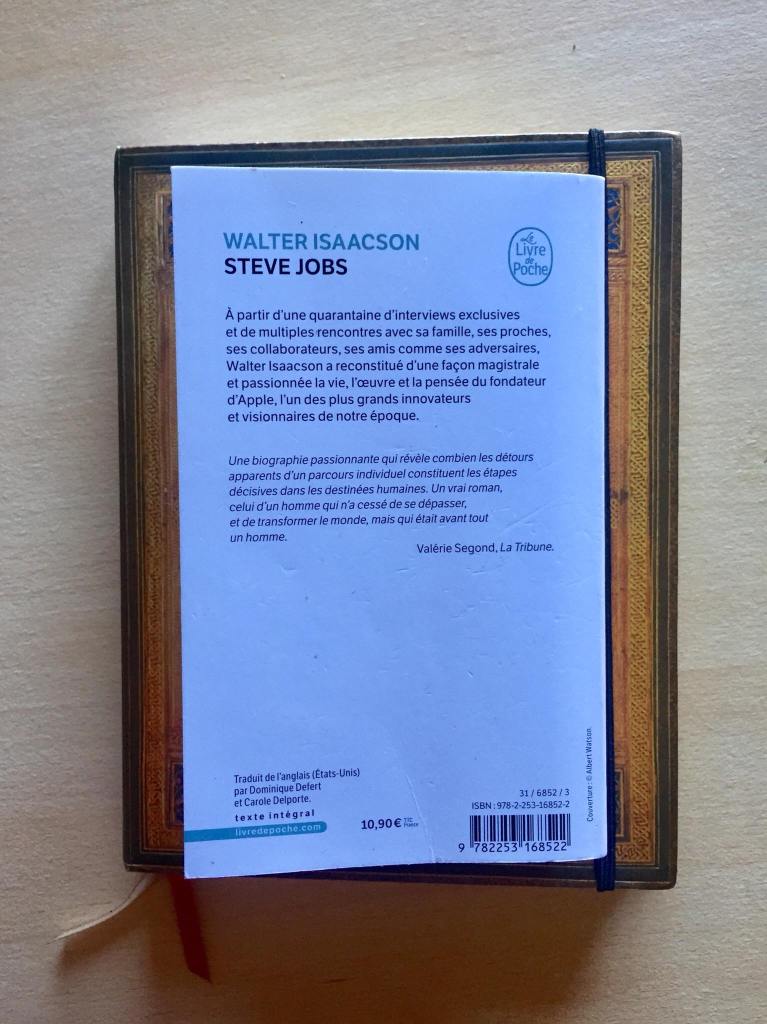 WALTER ISAACSON
STEVE JOBS
Le
Livre
de
Poche
À partir d'une quarantaine d'interviews exclusives
et de multiples rencontres avec sa famille, ses proches,
ses collaborateurs, ses amis comme ses adversaires,
Walter Isaacson a reconstitué d'une façon magistrale
et passionnée la vie, l'œuvre et la pensée du fondateur
d'Apple, l'un des plus grands innovateurs
et visionnaires de notre époque.
Une biographie passionnante qui révèle combien les détours
apparents d'un parcours individuel constituent les étapes
décisives dans les destinées humaines. Un vrai roman,
celui d'un homme qui n'a cessé de se dépasser,
et de transformer le monde, mais qui était avant tout
un homme.
Valérie Segond, La Tribune.
Traduit de l'anglais (États-Unis)
par Dominique Defert
et Carole Delporte.
texte intégral
livredepoche.com
10,90 € TTC
France
31 / 6852 / 3
ISBN : 978-2-253-16852-2
9 782253 168522
Couverture : © Albert Watson.